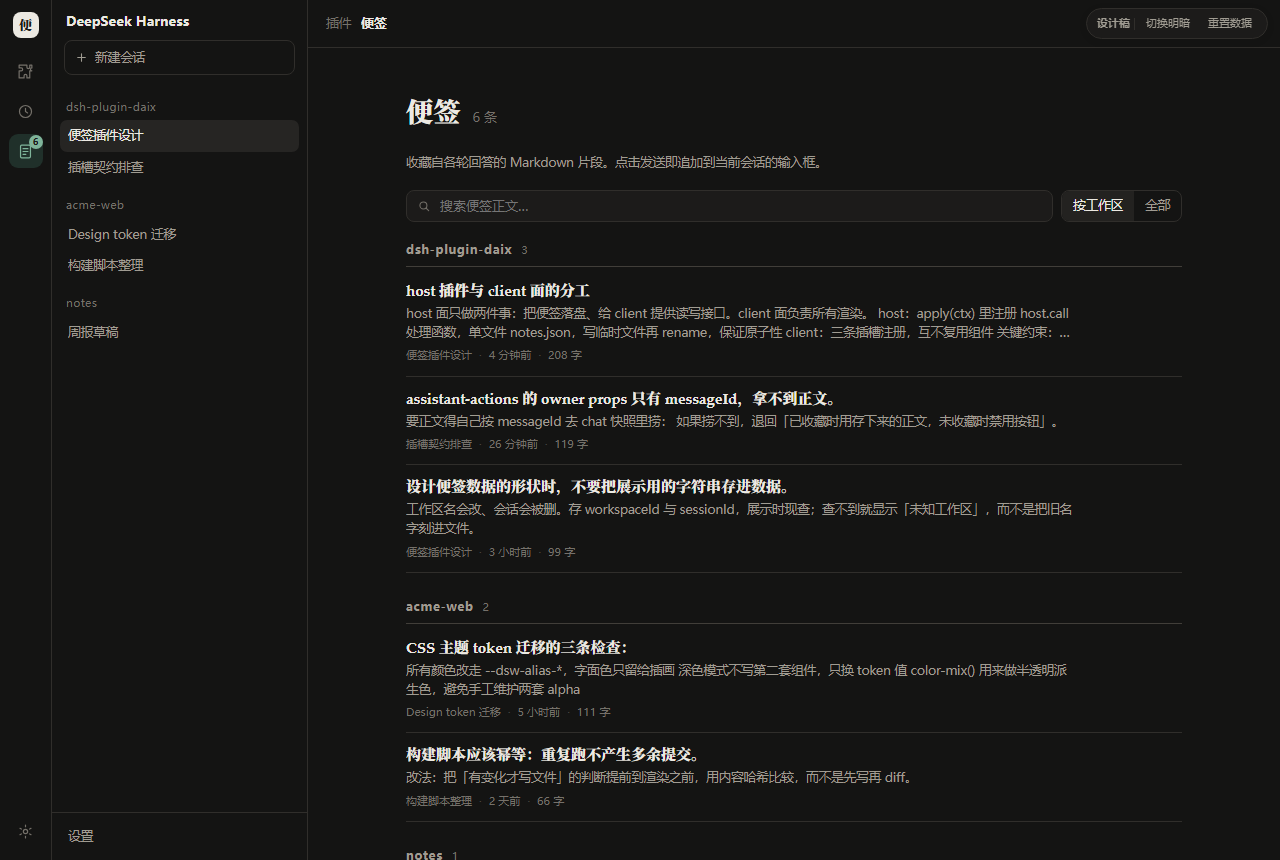 便
DeepSeek Harness
+ 新建会话
6
dsh-plugin-daix
便签插件设计
插槽契约排查
acme-web
Design token 迁移
构建脚本整理
notes
周报草稿
设置
插件 便签
设计稿 切换明暗 重置数据
便签 6 条
收藏自各轮回答的 Markdown 片段。点击发送即追加到当前会话的输入框。
搜索便签正文...
按工作区 全部
dsh-plugin-daix 3
host 插件与 client 面的分工
host 面只做两件事：把便签落盘、给 client 提供读写接口。client 面负责所有渲染。 host：apply(ctx) 里注册 host.call
处理函数，单文件 notes.json，写临时文件再 rename，保证原子性 client：三条插槽注册，互不复用组件 关键约束：...
便签插件设计 · 4 分钟前 · 208 字
assistant-actions 的 owner props 只有 messageId，拿不到正文。
要正文得自己按 messageId 去 chat 快照里捞： 如果捞不到，退回「已收藏时用存下来的正文，未收藏时禁用按钮」。
插槽契约排查 · 26 分钟前 · 119 字
设计便签数据的形状时，不要把展示用的字符串存进数据。
工作区名会改、会话会被删。存 workspaceId 与 sessionId，展示时现查；查不到就显示「未知工作区」，而不是把旧名
字刻进文件。
便签插件设计 · 3 小时前 · 99 字
acme-web 2
CSS 主题 token 迁移的三条检查：
所有颜色改走 --dsw-alias-*，字面色只留给插画 深色模式不写第二套组件，只换 token 值 color-mix() 用来做半透明派
生色，避免手工维护两套 alpha
Design token 迁移 · 5 小时前 · 111 字
构建脚本应该幂等：重复跑不产生多余提交。
改法：把「有变化才写文件」的判断提前到渲染之前，用内容哈希比较，而不是先写再 diff。
构建脚本整理 · 2 天前 · 66 字
notes 1